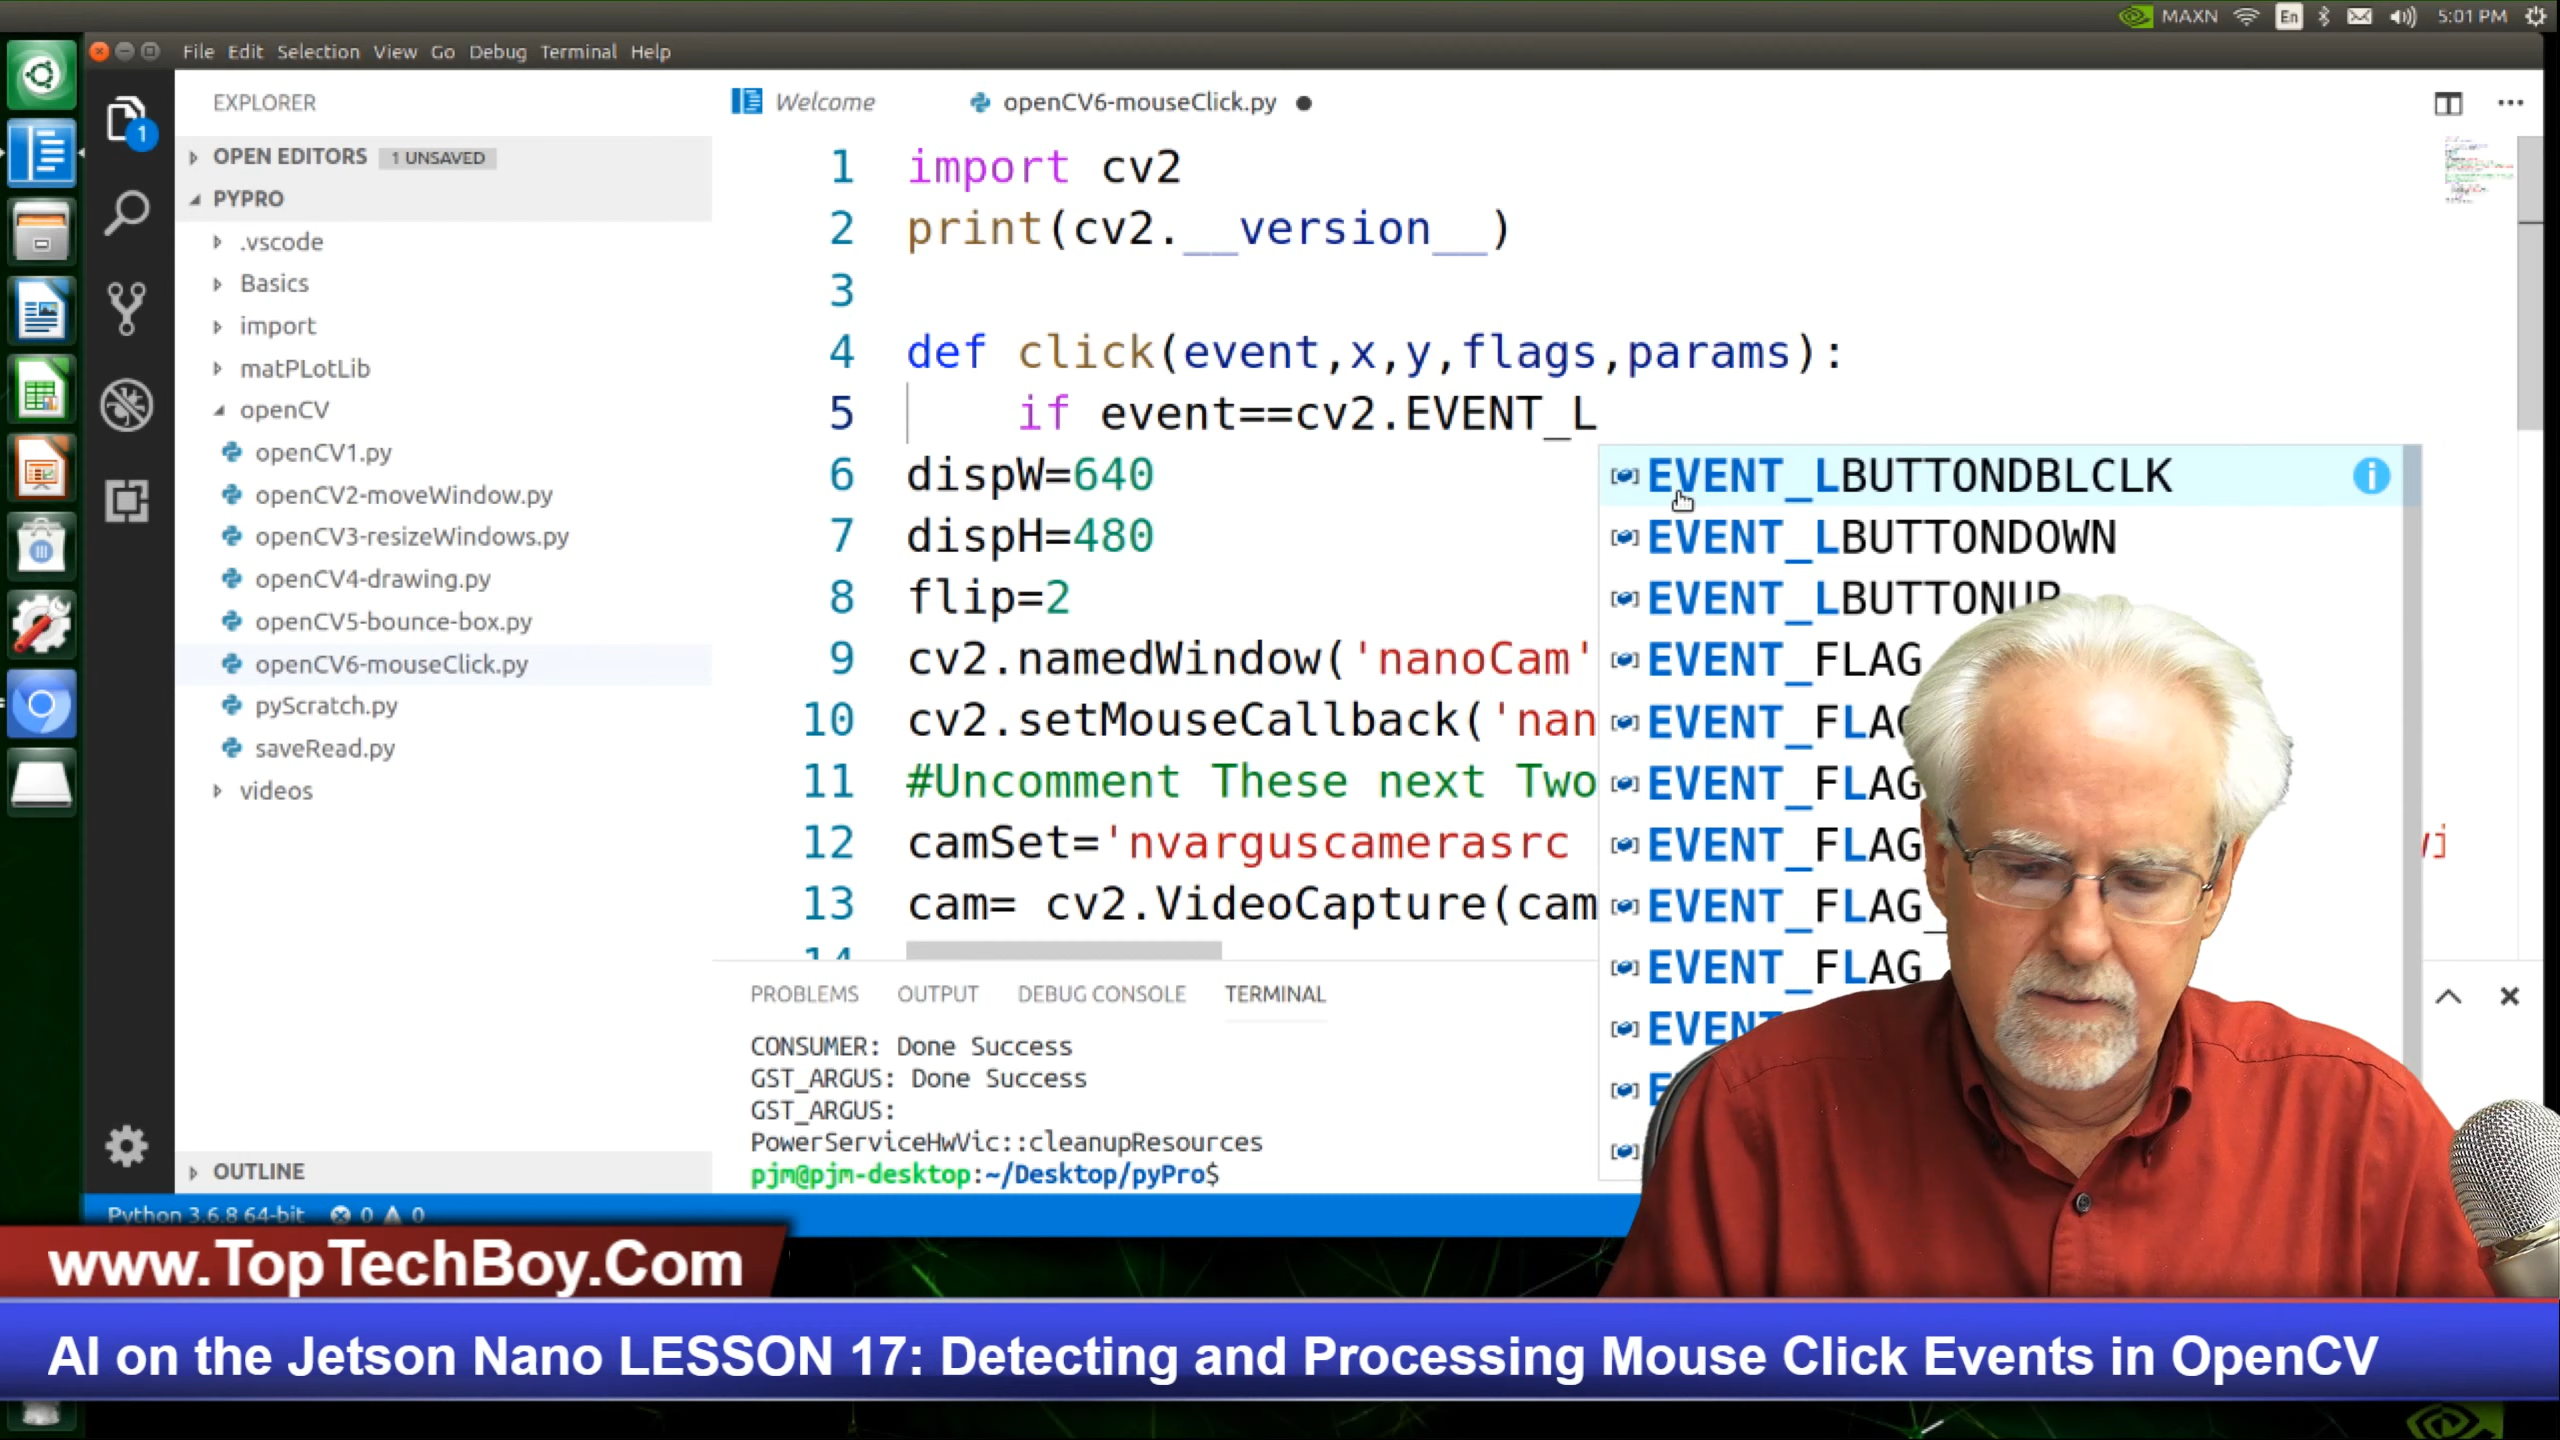 MAXN En 5:01 PM
File Edit Selection View Go Debug Terminal Help
EXPLORER
OPEN EDITORS 1 UNSAVED
PYPRO
.vscode
Basics
import
matPLotLib
openCV
openCV1.py
openCV2-moveWindow.py
openCV3-resizeWindows.py
openCV4-drawing.py
openCV5-bounce-box.py
openCV6-mouseClick.py
pyScratch.py
saveRead.py
videos
OUTLINE
1
Welcome openCV6-mouseClick.py
1 import cv2
2 print(cv2.__version__)
3
4 def click(event,x,y,flags,params):
5 if event==cv2.EVENT_L
6 dispW=640
7 dispH=480
8 flip=2
9 cv2.namedWindow('nanoCam'
10 cv2.setMouseCallback('nan
11 #Uncomment These next Two
12 camSet='nvarguscamerasrc
13 cam= cv2.VideoCapture(cam
14
EVENT_LBUTTONDBLCLK
EVENT_LBUTTONDOWN
EVENT_LBUTTONUP
EVENT_FLAG
EVENT_FLAG
EVENT_FLAG
EVENT_FLAG
EVENT_FLAG_
EVENT_FLAG
EVENT
PROBLEMS OUTPUT DEBUG CONSOLE TERMINAL
CONSUMER: Done Success
GST_ARGUS: Done Success
GST_ARGUS:
PowerServiceHwVic::cleanupResources
pjm@pjm-desktop:~/Desktop/pyPro$
Python 3.6.8 64-bit 0 0
www.TopTechBoy.Com
AI on the Jetson Nano LESSON 17: Detecting and Processing Mouse Click Events in OpenCV